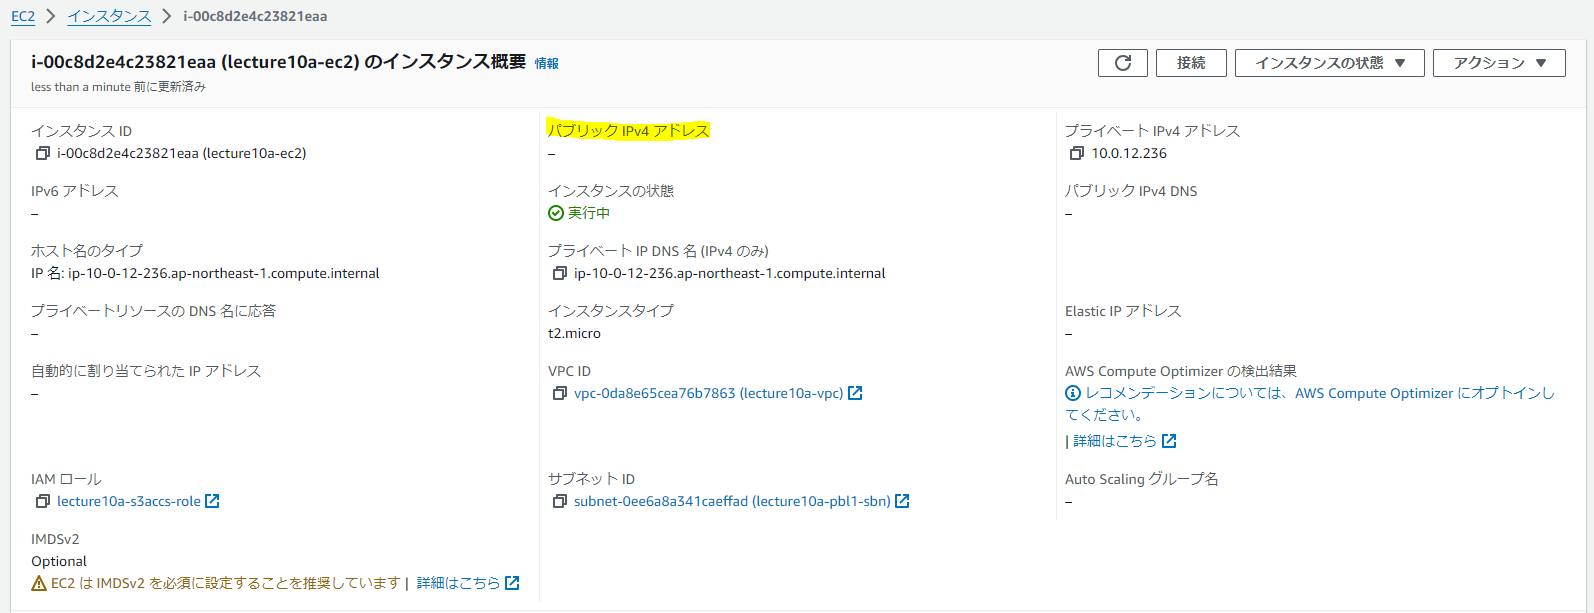 EC2 > インスタンス > i-00c8d2e4c23821eaa
i-00c8d2e4c23821eaa (lecture10a-ec2) のインスタンス概要 情報
接続 インスタンスの状態 ▼ アクション ▼
less than a minute 前に更新済み
インスタンス ID
i-00c8d2e4c23821eaa (lecture10a-ec2)
パブリック IPv4 アドレス
–
プライベート IPv4 アドレス
10.0.12.236
IPv6 アドレス
–
インスタンスの状態
実行中
パブリック IPv4 DNS
–
ホスト名のタイプ
IP 名: ip-10-0-12-236.ap-northeast-1.compute.internal
プライベート IP DNS 名 (IPv4 のみ)
ip-10-0-12-236.ap-northeast-1.compute.internal
プライベートリソースの DNS 名に応答
–
インスタンスタイプ
t2.micro
Elastic IP アドレス
–
自動的に割り当てられた IP アドレス
–
VPC ID
vpc-0da8e65cea76b7863 (lecture10a-vpc)
AWS Compute Optimizer の検出結果
レコメンデーションについては、AWS Compute Optimizer にオプトインし
てください。
| 詳細はこちら
IAM ロール
lecture10a-s3accs-role
サブネット ID
subnet-0ee6a8a341caeffad (lecture10a-pbl1-sbn)
Auto Scaling グループ名
–
IMDSv2
Optional
EC2 は IMDSv2 を必須に設定することを推奨しています | 詳細はこちら